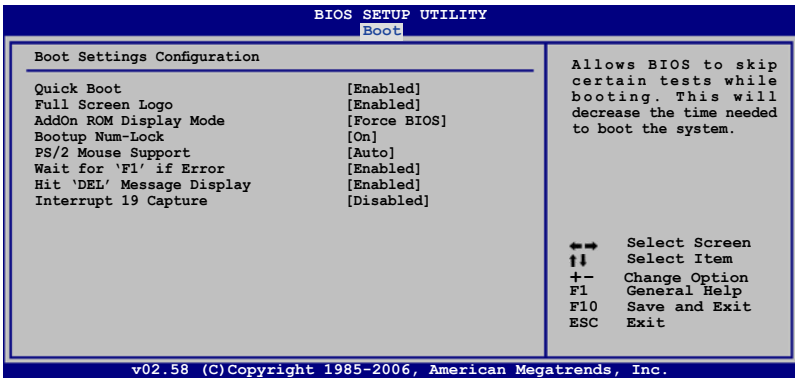 BIOS SETUP UTILITY
Boot
Boot Settings Configuration
Quick Boot [Enabled]
Full Screen Logo [Enabled]
AddOn ROM Display Mode [Force BIOS]
Bootup Num-Lock [On]
PS/2 Mouse Support [Auto]
Wait for ‘F1’ if Error [Enabled]
Hit ‘DEL’ Message Display [Enabled]
Interrupt 19 Capture [Disabled]
Allows BIOS to skip
certain tests while
booting. This will
decrease the time needed
to boot the system.
←→ Select Screen
↑↓ Select Item
+- Change Option
F1 General Help
F10 Save and Exit
ESC Exit
v02.58 (C)Copyright 1985-2006, American Megatrends, Inc.